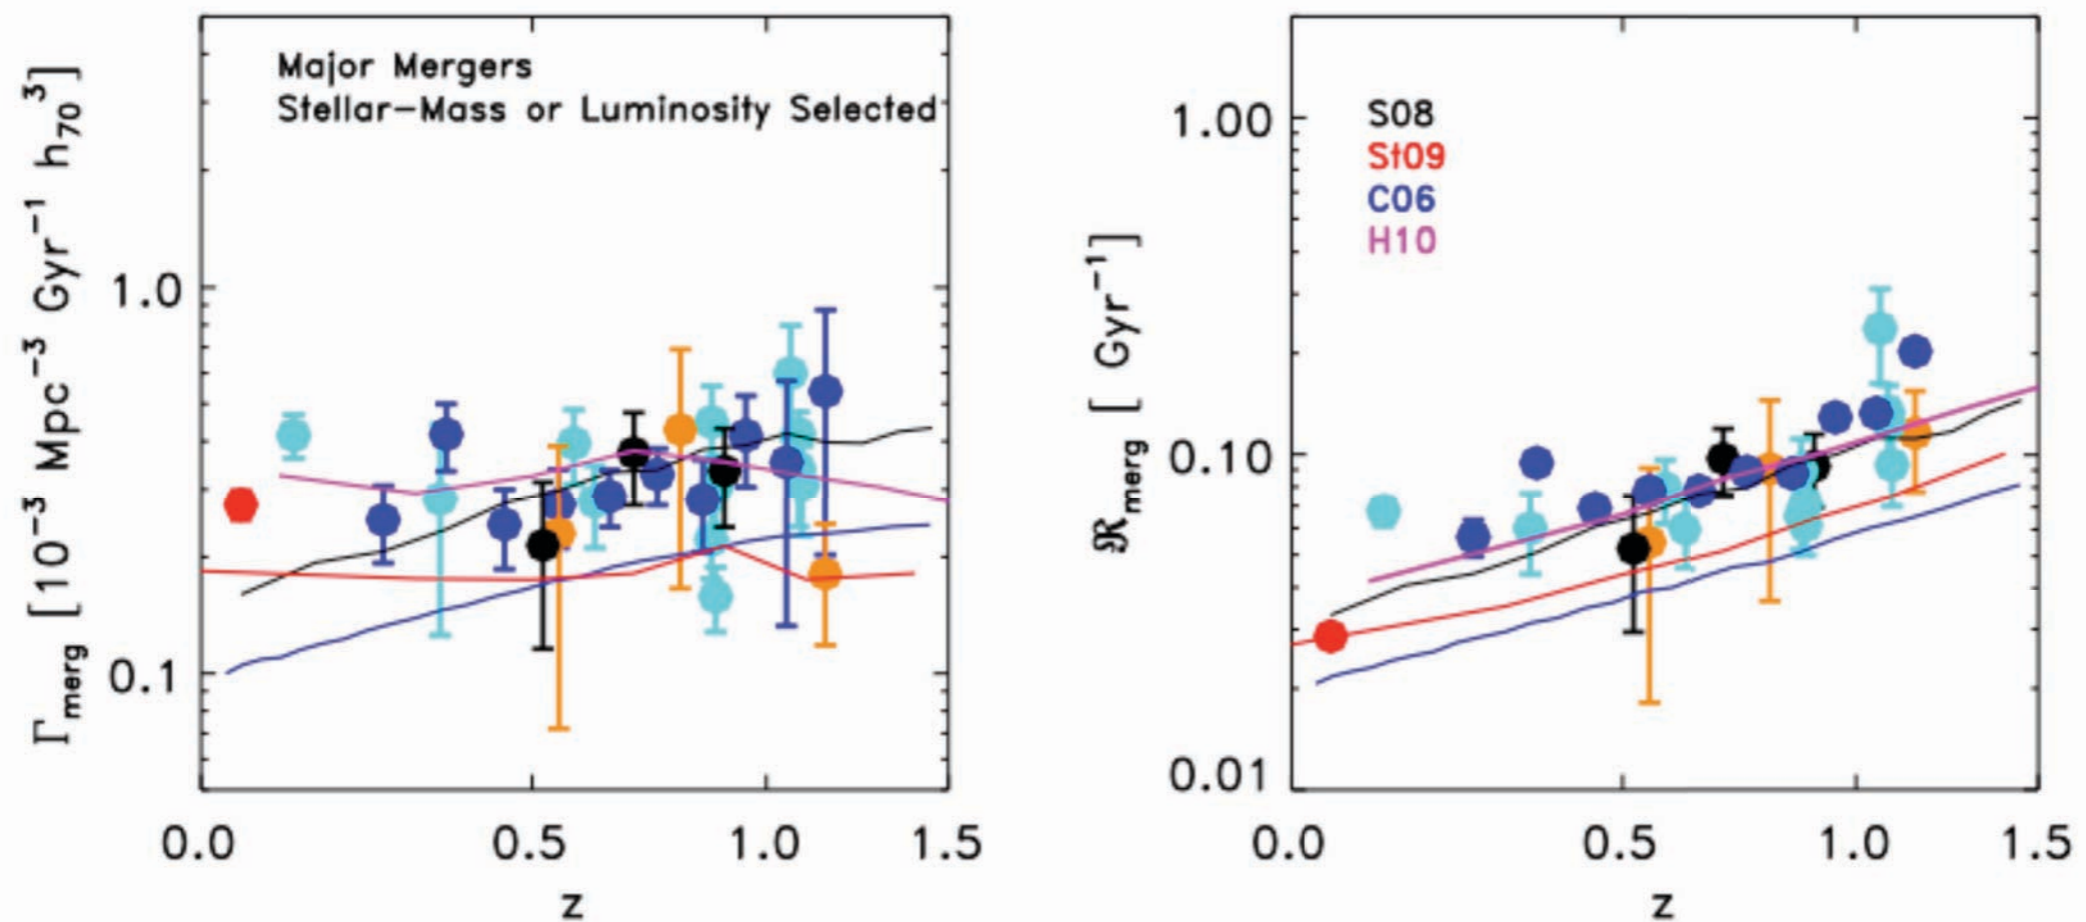 Major Mergers
Stellar-Mass or Luminosity Selected
Γmerg [10⁻³ Mpc⁻³ Gyr⁻¹ h₇₀³]
1.0
0.1
0.0 0.5 1.0 1.5
z
S08
St09
C06
H10
ℜmerg [ Gyr⁻¹]
1.00
0.10
0.01
0.0 0.5 1.0 1.5
z